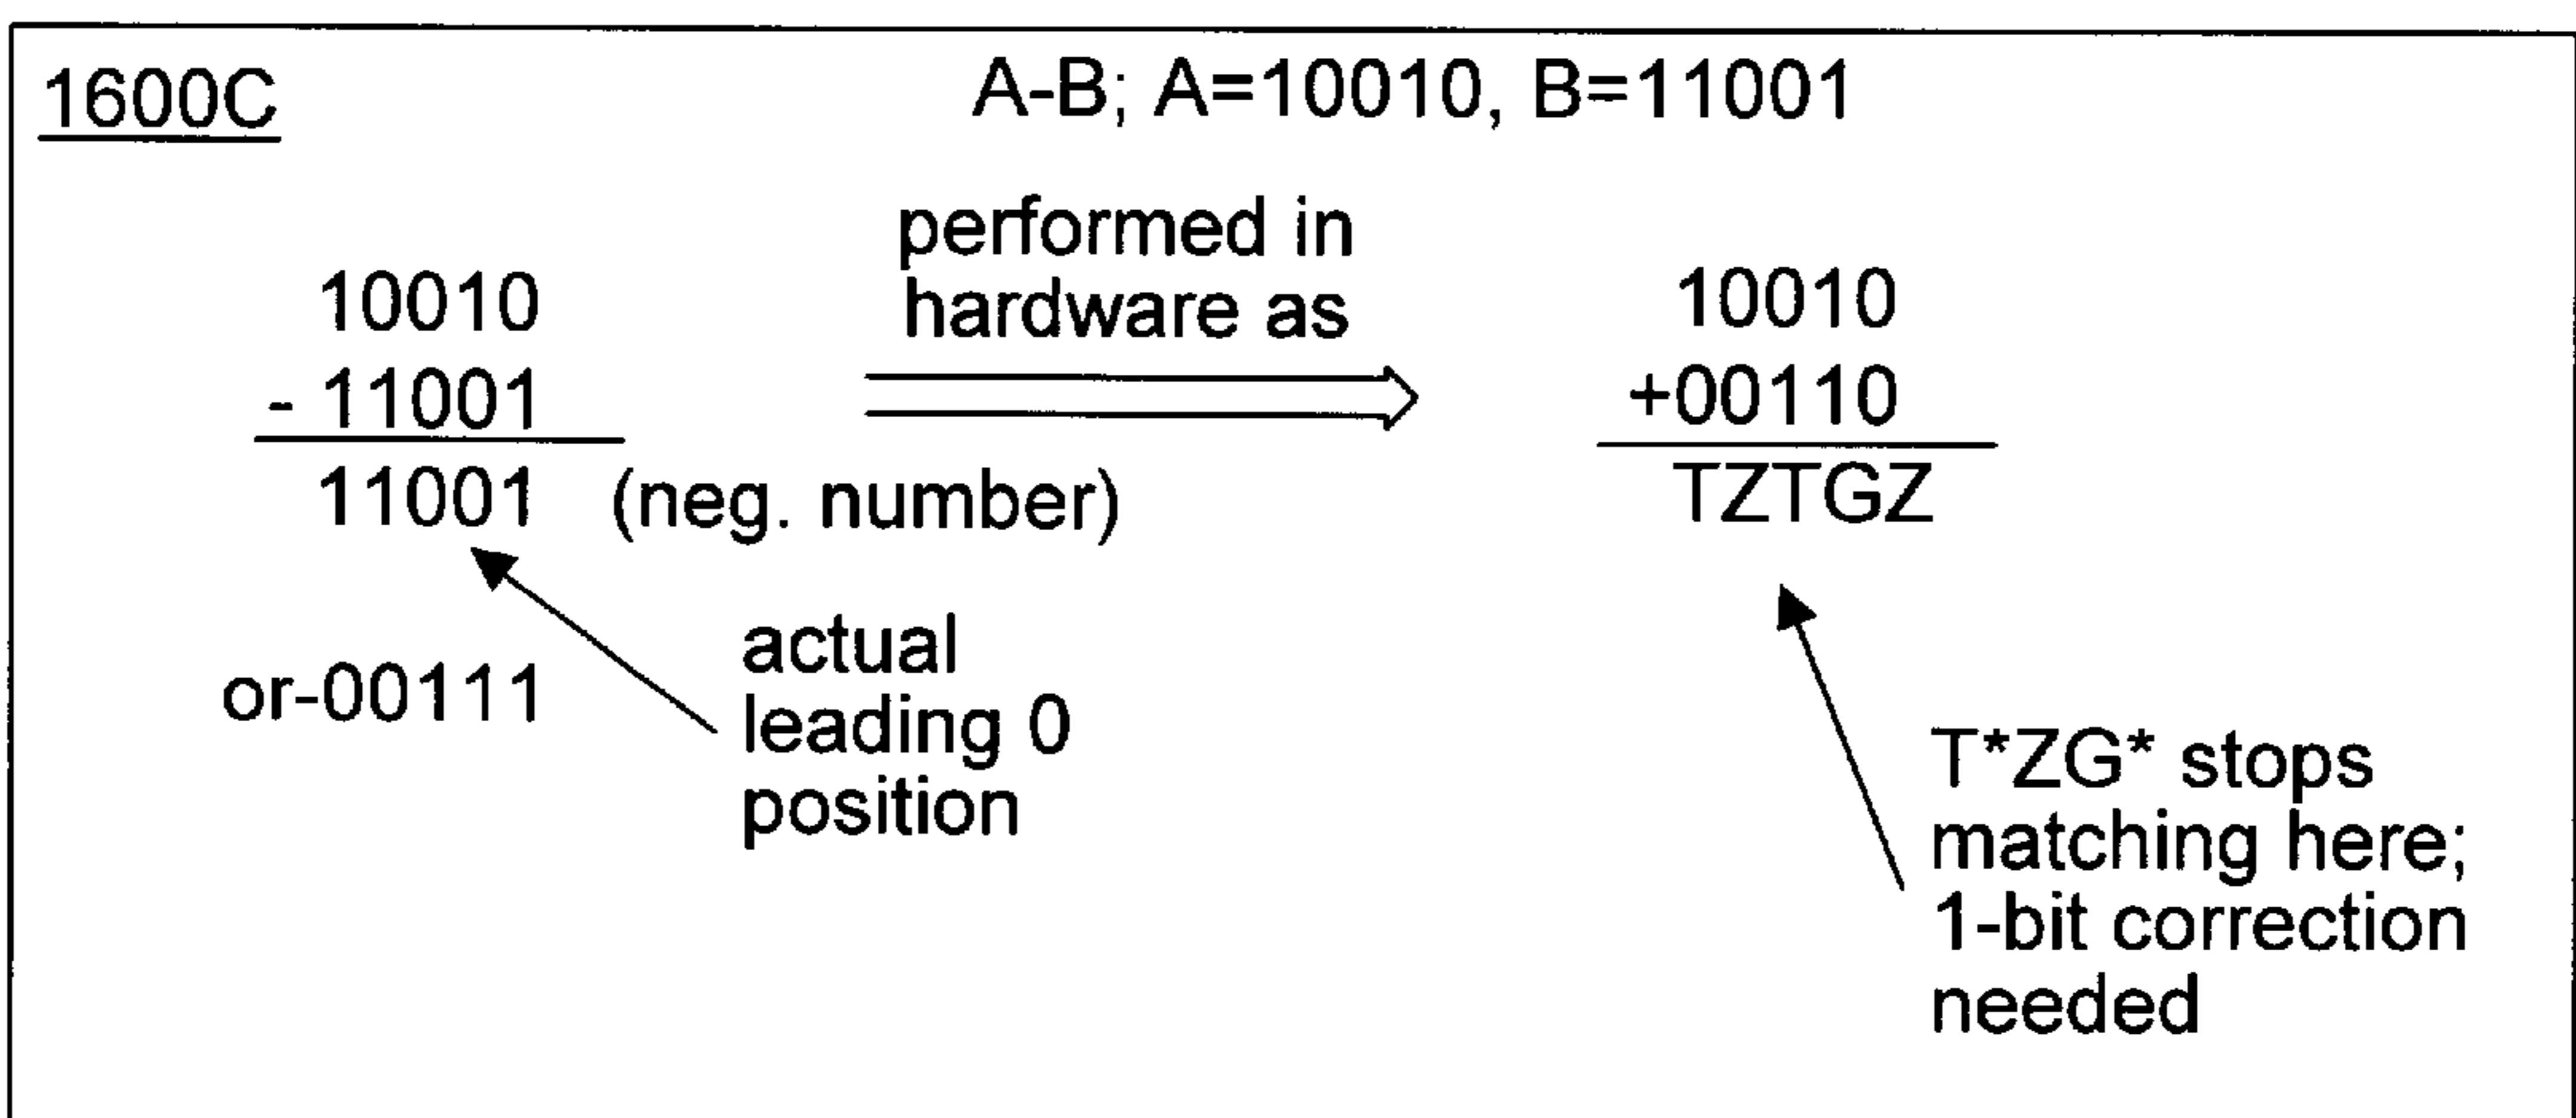 1600C
A-B; A=10010, B=11001
10010
- 11001
11001 (neg. number)
or-00111
actual
leading 0
position
performed in
hardware as
10010
+00110
TZTGZ
T*ZG* stops
matching here;
1-bit correction
needed